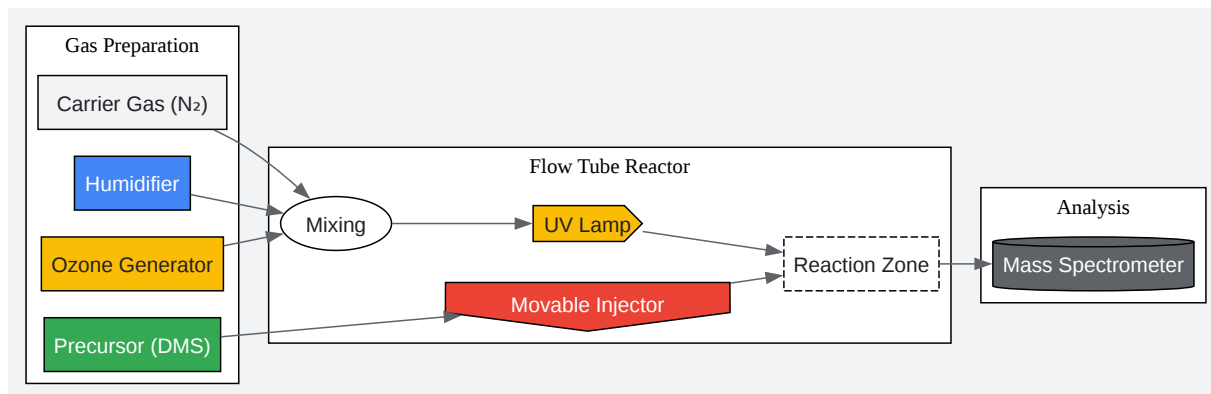 Gas Preparation
Carrier Gas (N₂)
Humidifier
Ozone Generator
Precursor (DMS)
Flow Tube Reactor
Mixing
UV Lamp
Movable Injector
Reaction Zone
Analysis
Mass Spectrometer